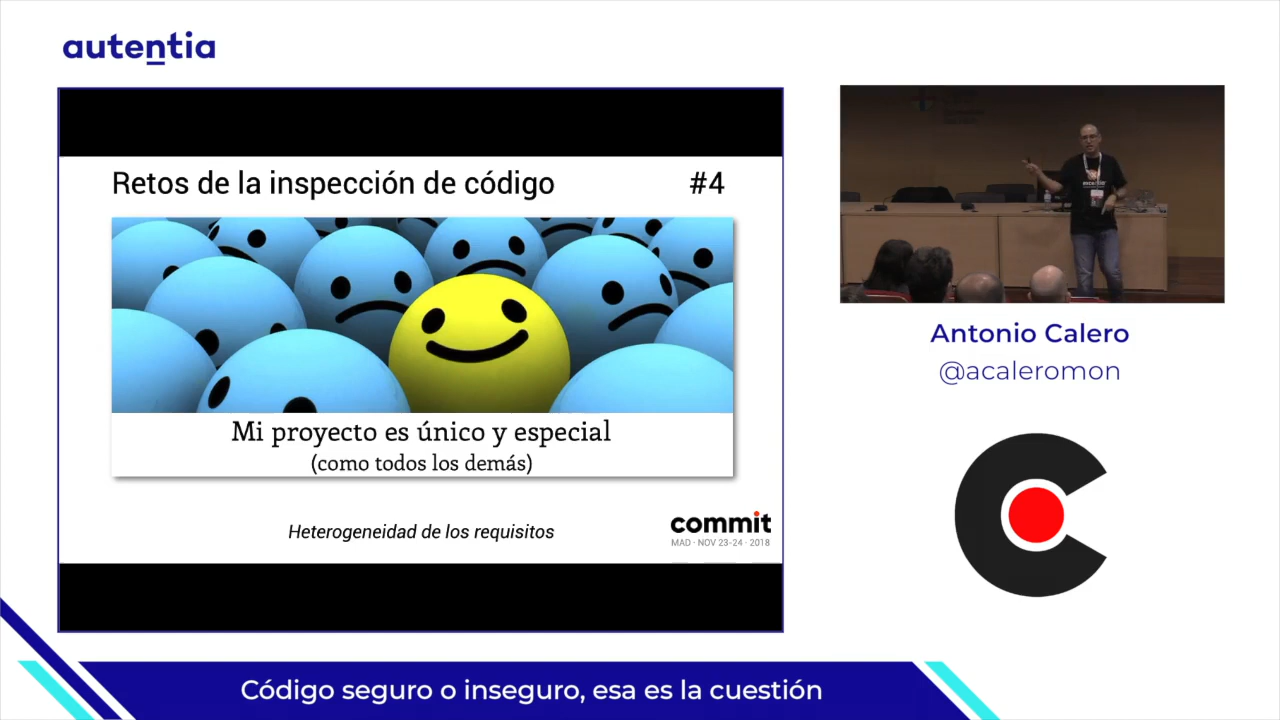 autentia
Retos de la inspección de código #4
Mi proyecto es único y especial
(como todos los demás)
Heterogeneidad de los requisitos
commit
MAD · NOV 23-24 · 2018
Antonio Calero
@acaleromon
Código seguro o inseguro, esa es la cuestión